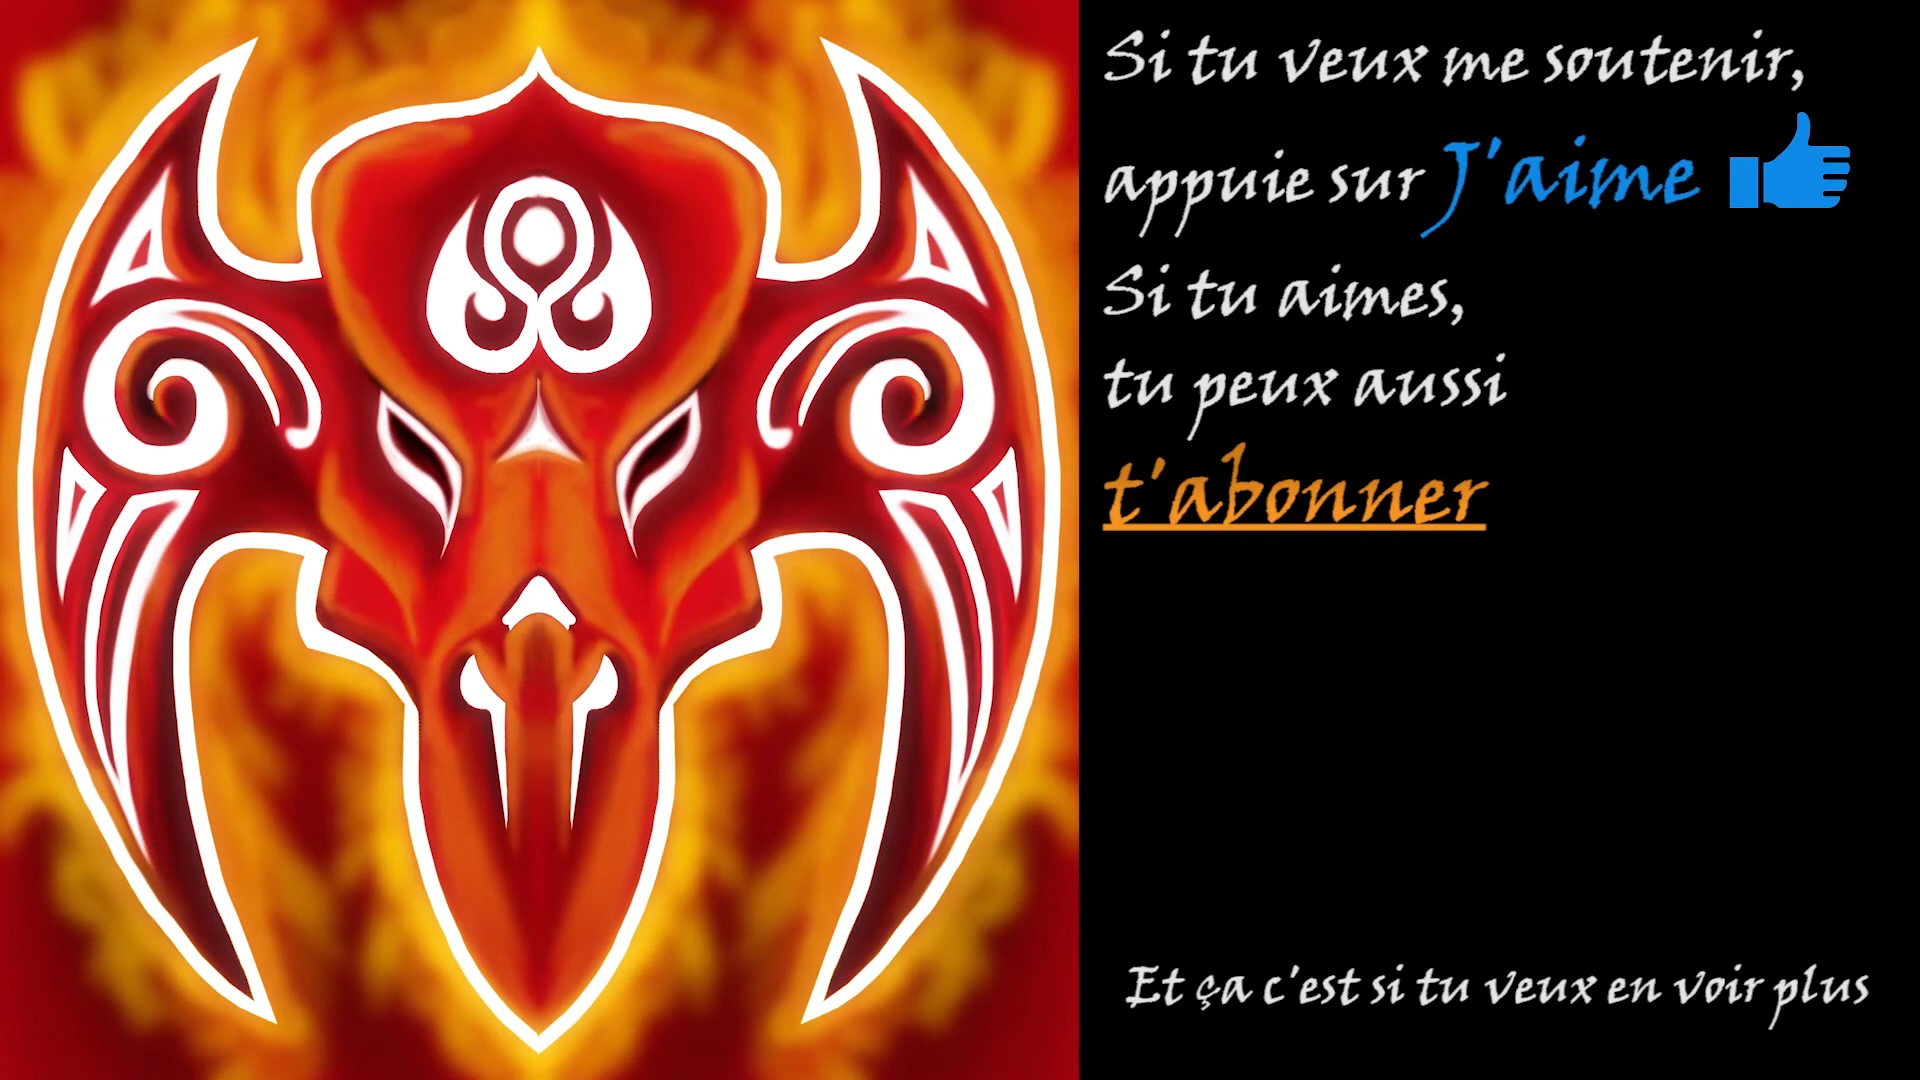 Si tu veux me soutenir,
appuie sur J'aime
Si tu aimes,
tu peux aussi
t'abonner
Et ça c'est si tu veux en voir plus